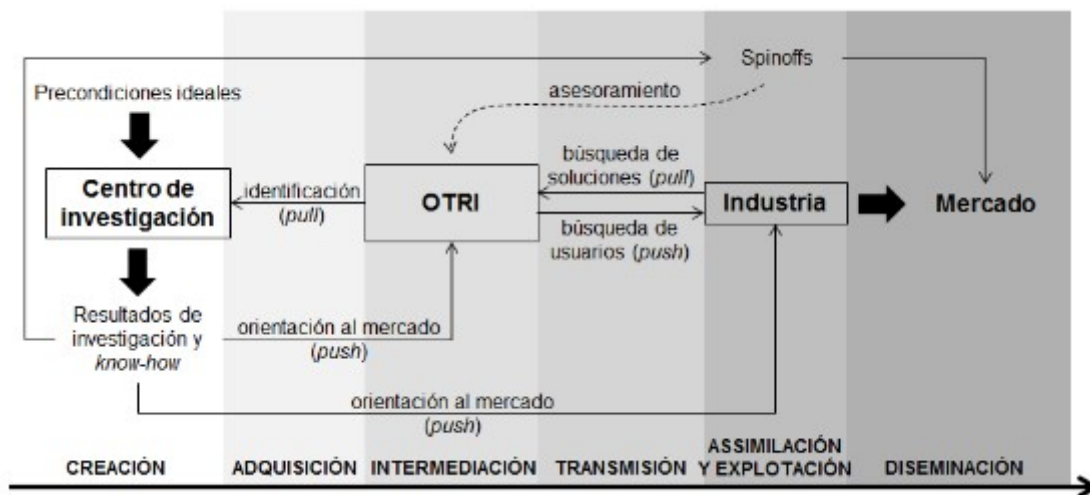 Spinoffs
Precondiciones ideales
asesoramiento
búsqueda de
soluciones (pull)
Centro de
investigación
identificación
(pull)
OTRI
Industria
Mercado
búsqueda de
usuarios (push)
Resultados de
investigación y
know-how
orientación al mercado
(push)
orientación al mercado
(push)
CREACIÓN
ADQUISICIÓN
INTERMEDIACIÓN
TRANSMISIÓN
ASSIMILACIÓN
Y EXPLOTACIÓN
DISEMINACIÓN